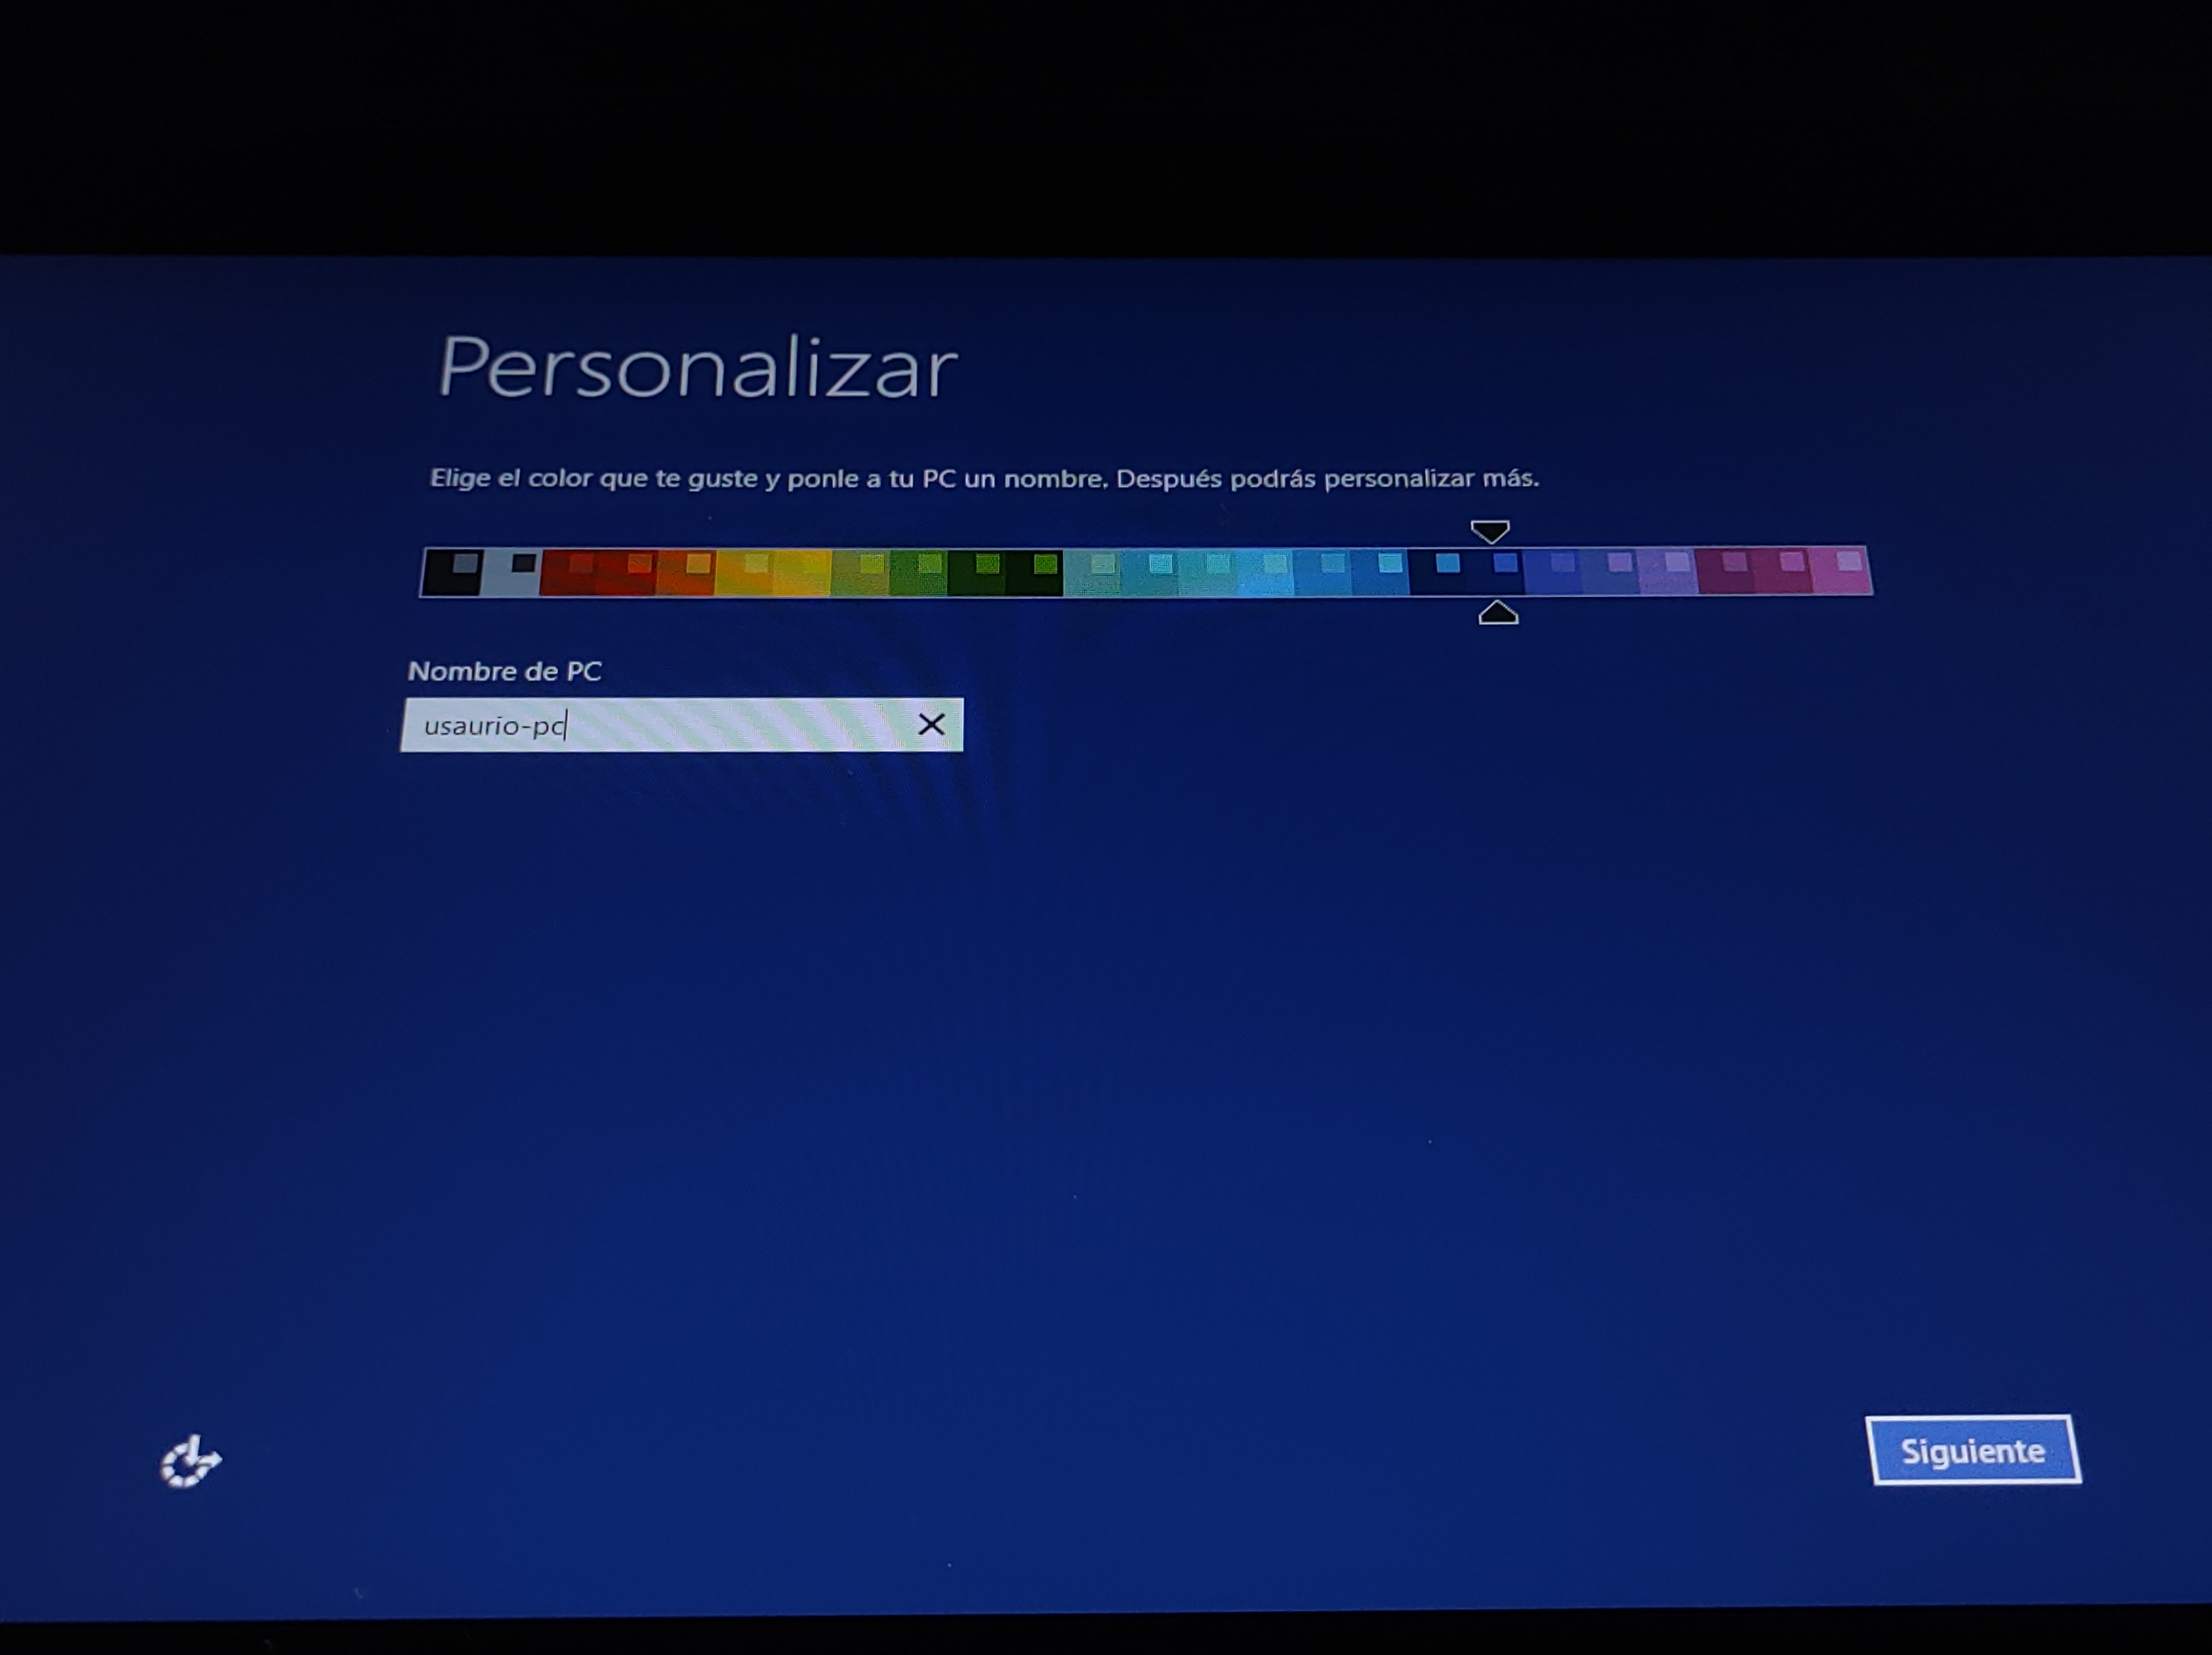 Personalizar
Elige el color que te guste y ponle a tu PC un nombre. Después podrás personalizar más.
Nombre de PC
usaurio-pc
Siguiente